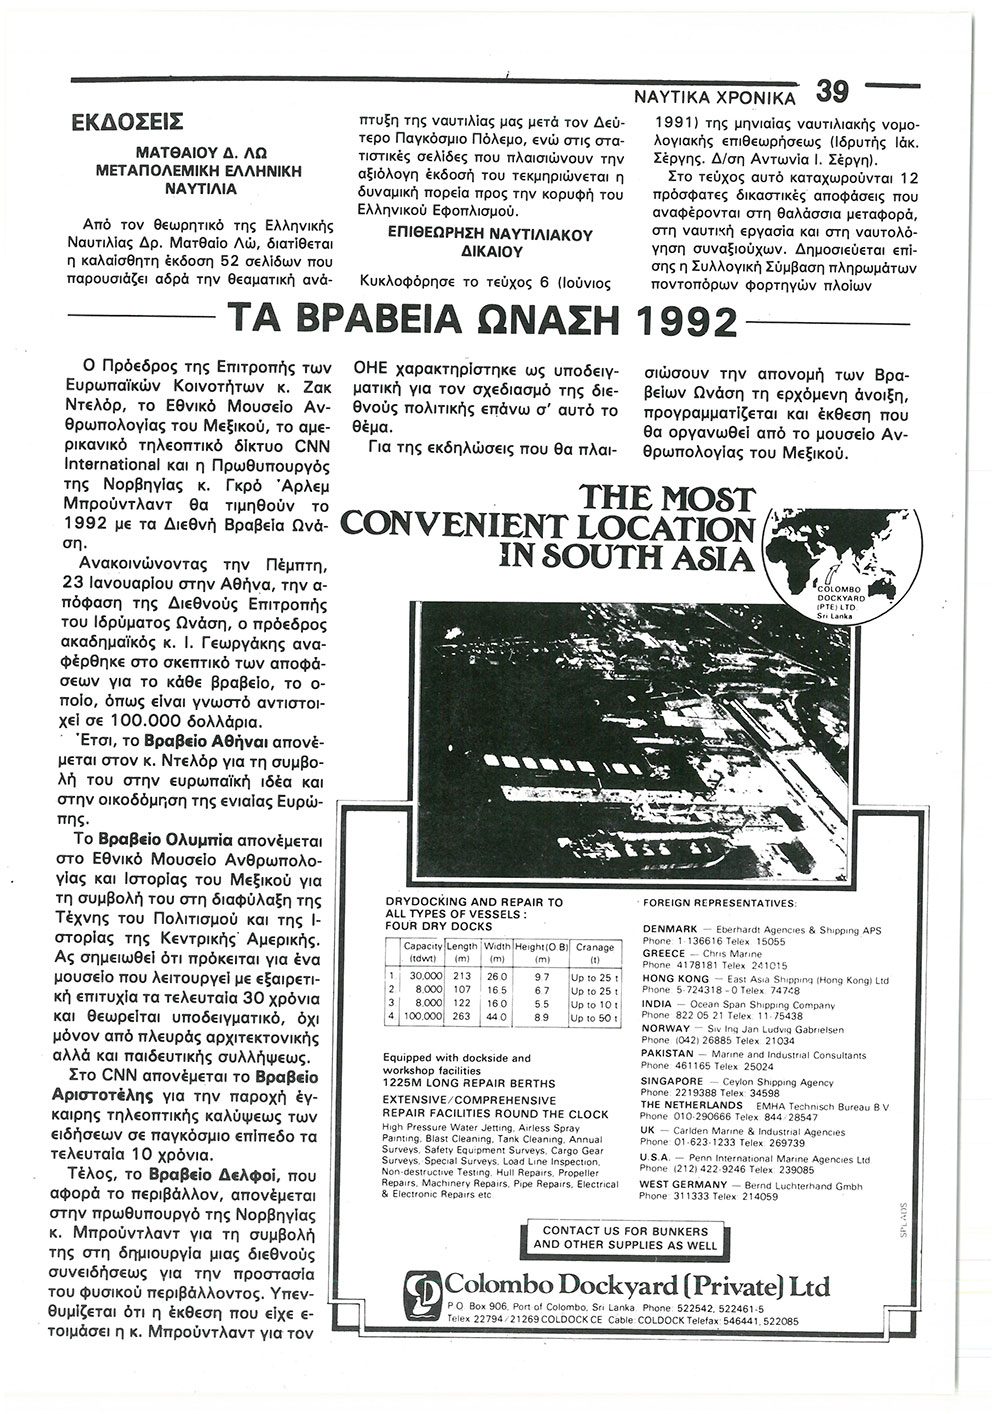 ΝΑΥΤΙΚΑ ΧΡΟΝΙΚΑ 39
ΕΚΔΟΣΕΙΣ
ΜΑΤΘΑΙΟΥ Δ. ΛΩ
ΜΕΤΑΠΟΛΕΜΙΚΗ ΕΛΛΗΝΙΚΗ
ΝΑΥΤΙΛΙΑ
Από τον θεωρητικό της Ελληνικής
Ναυτιλίας Δρ. Ματθαίο Λώ, διατίθεται
η καλαίσθητη έκδοση 52 σελίδων που
παρουσιάζει αδρά την θεαματική ανά-
πτυξη της ναυτιλίας μας μετά τον Δεύ-
τερο Παγκόσμιο Πόλεμο, ενώ στις στα-
τιστικές σελίδες που πλαισιώνουν την
αξιόλογη έκδοσή του τεκμηριώνεται η
δυναμική πορεία προς την κορυφή του
Ελληνικού Εφοπλισμού.
ΕΠΙΘΕΩΡΗΣΗ ΝΑΥΤΙΛΙΑΚΟΥ
ΔΙΚΑΙΟΥ
Κυκλοφόρησε το τεύχος 6 (Ιούνιος
1991) της μηνιαίας ναυτιλιακής νομο-
λογιακής επιθεωρήσεως (Ιδρυτής Ιάκ.
Σέργης. Δ/ση Αντωνία Ι. Σέργη).
Στο τεύχος αυτό καταχωρούνται 12
πρόσφατες δικαστικές αποφάσεις που
αναφέρονται στη θαλάσσια μεταφορά,
στη ναυτική εργασία και στη ναυτολό-
γηση συναξιούχων. Δημοσιεύεται επί-
σης η Συλλογική Σύμβαση πληρωμάτων
ποντοπόρων φορτηγών πλοίων
ΤΑ ΒΡΑΒΕΙΑ ΩΝΑΣΗ 1992
Ο Πρόεδρος της Επιτροπής των
Ευρωπαϊκών Κοινοτήτων κ. Ζακ
Ντελόρ, το Εθνικό Μουσείο Αν-
θρωπολογίας του Μεξικού, το αμε-
ρικανικό τηλεοπτικό δίκτυο CNN
International και η Πρωθυπουργός
της Νορβηγίας κ. Γκρό Άρλεμ
Μπρούντλαντ θα τιμηθούν το
1992 με τα Διεθνή Βραβεία Ωνά-
ση.
Ανακοινώνοντας την Πέμπτη,
23 Ιανουαρίου στην Αθήνα, την α-
πόφαση της Διεθνούς Επιτροπής
του Ιδρύματος Ωνάση, ο πρόεδρος
ακαδημαϊκός κ. Ι. Γεωργάκης ανα-
φέρθηκε στο σκεπτικό των αποφά-
σεων για το κάθε βραβείο, το ο-
ποίο, όπως είναι γνωστό αντιστοι-
χεί σε 100.000 δολλάρια.
Έτσι, το Βραβείο Αθήναι απονέ-
μεται στον κ. Ντελόρ για τη συμβο-
λή του στην ευρωπαϊκή ιδέα και
στην οικοδόμηση της ενιαίας Ευρώ-
πης.
Το Βραβείο Ολυμπία απονέμεται
στο Εθνικό Μουσείο Ανθρωπολο-
γίας και Ιστορίας του Μεξικού για
τη συμβολή του στη διαφύλαξη της
Τέχνης του Πολιτισμού και της Ι-
στορίας της Κεντρικής Αμερικής.
Ας σημειωθεί ότι πρόκειται για ένα
μουσείο που λειτουργεί με εξαιρετι-
κή επιτυχία τα τελευταία 30 χρόνια
και θεωρείται υποδειγματικό, όχι
μόνον από πλευράς αρχιτεκτονικής
αλλά και παιδευτικής συλλήψεως.
Στο CNN απονέμεται το Βραβείο
Αριστοτέλης για την παροχή έγ-
καιρης τηλεοπτικής καλύψεως των
ειδήσεων σε παγκόσμιο επίπεδο τα
τελευταία 10 χρόνια.
Τέλος, το Βραβείο Δελφοί, που
αφορά το περιβάλλον, απονέμεται
στην πρωθυπουργό της Νορβηγίας
κ. Μπρούντλαντ για τη συμβολή
της στη δημιουργία μιας διεθνούς
συνειδήσεως για την προστασία
του φυσικού περιβάλλοντος. Υπεν-
θυμίζεται ότι η έκθεση που είχε ε-
τοιμάσει η κ. Μπρούντλαντ για τον
ΟΗΕ χαρακτηρίστηκε ως υποδειγ-
ματική για τον σχεδιασμό της διε-
θνούς πολιτικής επάνω σ' αυτό το
θέμα.
Για της εκδηλώσεις που θα πλαι-
σιώσουν την απονομή των Βρα-
βείων Ωνάση τη ερχόμενη άνοιξη,
προγραμματίζεται και έκθεση που
θα οργανωθεί από το μουσείο Αν-
θρωπολογίας του Μεξικού.
THE MOST
CONVENIENT LOCATION
IN SOUTH ASIA
COLOMBO
DOCKYARD
(PTE) LTD.
Sri Lanka
DRYDOCKING AND REPAIR TO
ALL TYPES OF VESSELS :
FOUR DRY DOCKS
Capacity Length Width Height(O.B) Cranage
(tdwt) (m) (m) (m) (t)
1 30.000 213 26.0 9.7 Up to 25 t
2 8.000 107 16.5 6.7 Up to 25 t
3 8.000 122 16.0 5.5 Up to 10 t
4 100.000 263 44.0 8.9 Up to 50 t
Equipped with dockside and
workshop facilities
1225M LONG REPAIR BERTHS
EXTENSIVE/COMPREHENSIVE
REPAIR FACILITIES ROUND THE CLOCK
High Pressure Water Jetting, Airless Spray
Painting, Blast Cleaning, Tank Cleaning, Annual
Surveys, Safety Equipment Surveys, Cargo Gear
Surveys, Special Surveys, Load Line Inspection,
Non-destructive Testing, Hull Repairs, Propeller
Repairs, Machinery Repairs, Pipe Repairs, Electrical
& Electronic Repairs etc.
FOREIGN REPRESENTATIVES:
DENMARK — Eberhardt Agencies & Shipping APS
Phone: 1-136616 Telex: 15055
GREECE — Chris Marine
Phone: 4178181 Telex: 241015
HONG KONG — East Asia Shipping (Hong Kong) Ltd
Phone: 5-724318-0 Telex: 74748
INDIA — Ocean Span Shipping Company
Phone: 822 05 21 Telex: 11-75438
NORWAY — Siv Ing Jan Ludvig Gabrielsen
Phone: (042) 26885 Telex: 21034
PAKISTAN — Marine and Industrial Consultants
Phone: 461165 Telex: 25024
SINGAPORE — Ceylon Shipping Agency
Phone: 2219388 Telex: 34598
THE NETHERLANDS EMHA Technisch Bureau B.V
Phone: 010-290666 Telex: 844-28547
UK — Carlden Marine & Industrial Agencies
Phone: 01-623-1233 Telex: 269739
U.S.A. — Penn International Marine Agencies Ltd
Phone: (212) 422-9246 Telex: 239085
WEST GERMANY — Bernd Luchterhand Gmbh
Phone: 311333 Telex: 214059
SPL ADS
CONTACT US FOR BUNKERS
AND OTHER SUPPLIES AS WELL
Colombo Dockyard (Private) Ltd
P.O. Box 906, Port of Colombo, Sri Lanka. Phone: 522542, 522461-5
Telex: 22794/21269 COLDOCK CE Cable: COLDOCK Telefax: 546441, 522085